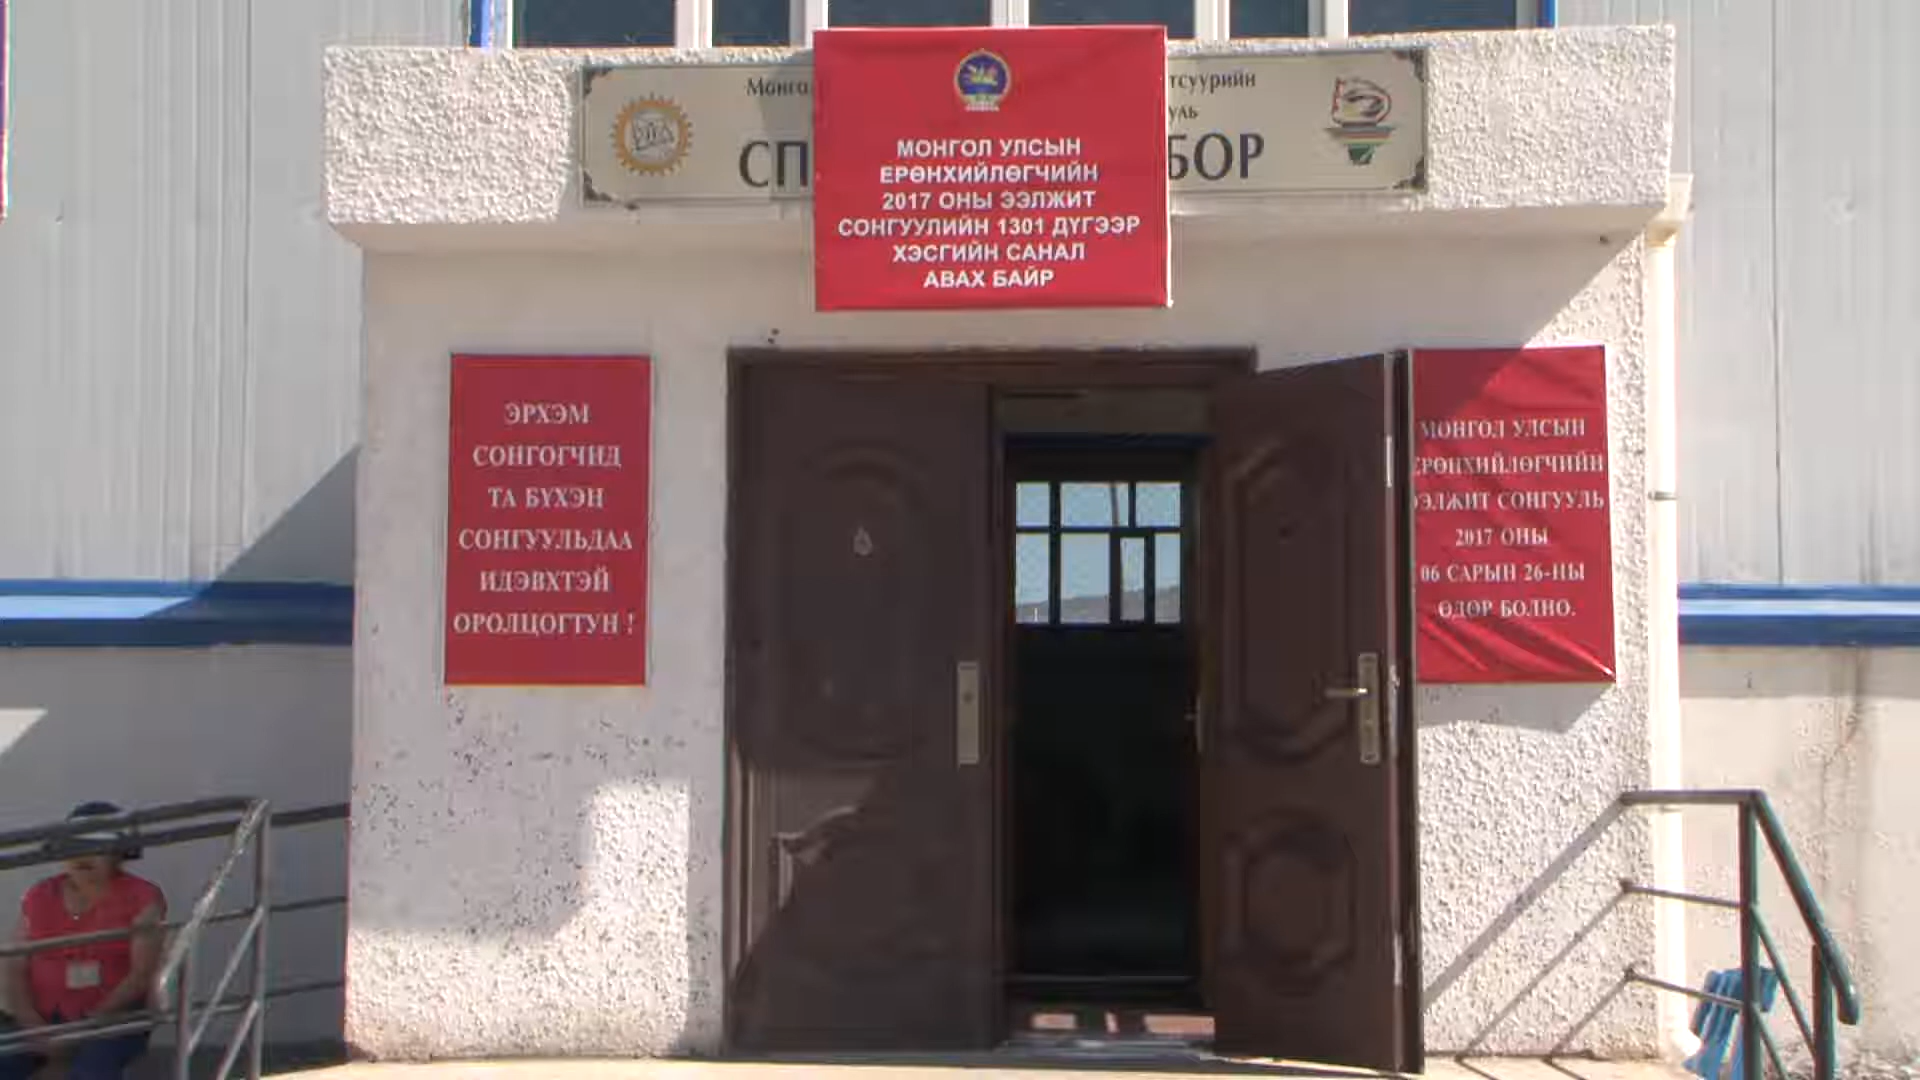 МОНГОЛ УЛСЫН
ЕРӨНХИЙЛӨГЧИЙН
2017 ОНЫ ЭЭЛЖИТ
СОНГУУЛИЙН 1301 ДҮГЭЭР
ХЭСГИЙН САНАЛ
АВАХ БАЙР
ЭРХЭМ
СОНГОГЧИД
ТА БҮХЭН
СОНГУУЛЬДАА
ИДЭВХТЭЙ
ОРОЛЦОГТУН !
МОНГОЛ УЛСЫН
ЕРӨНХИЙЛӨГЧИЙН
ЭЭЛЖИТ СОНГУУЛЬ
2017 ОНЫ
06 САРЫН 26-НЫ
ӨДӨР БОЛНО.